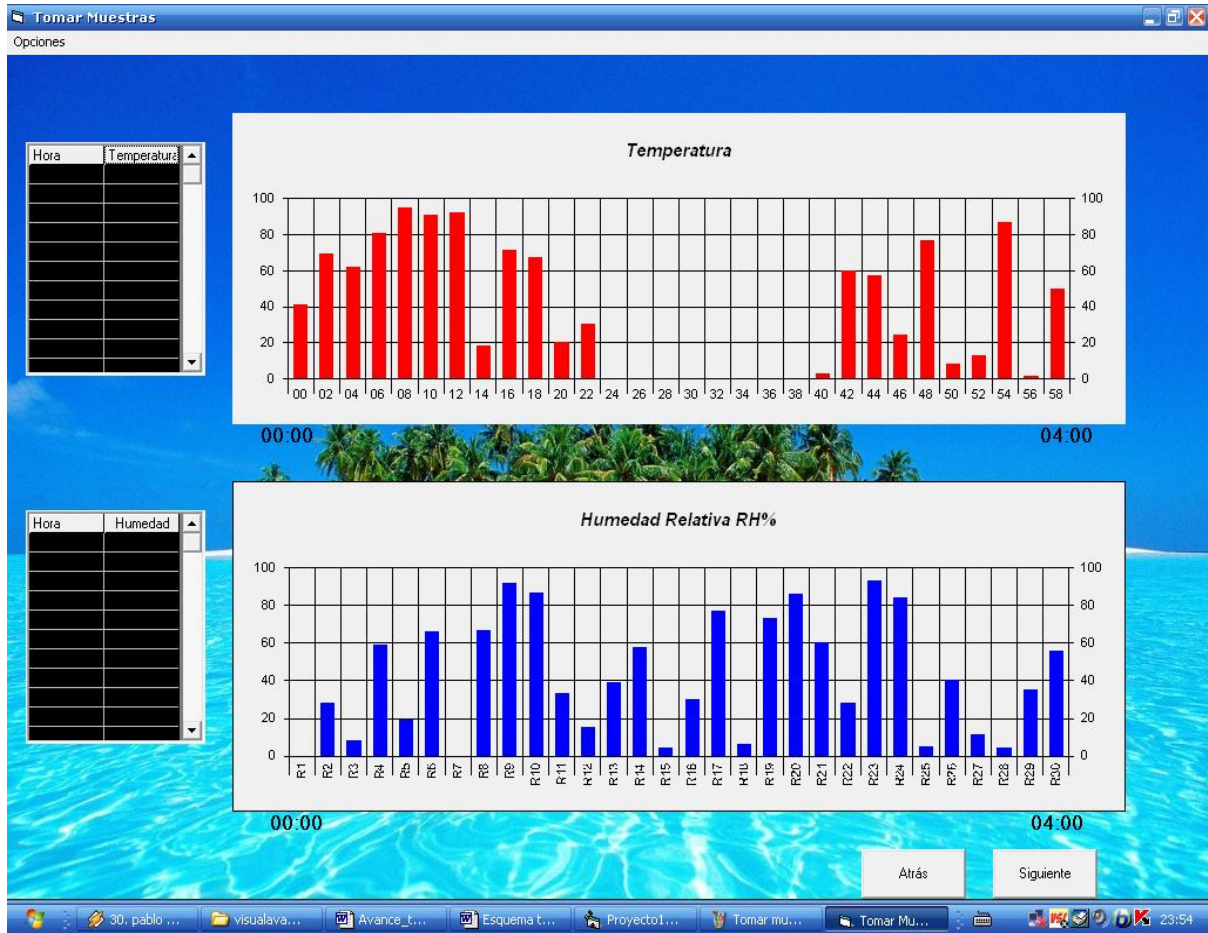 Tomar Muestras
Opciones
Hora Temperatura
Temperatura
100 100
80 80
60 60
40 40
20 20
0 0
00 02 04 06 08 10 12 14 16 18 20 22 24 26 28 30 32 34 36 38 40 42 44 46 48 50 52 54 56 58
00:00 04:00
Hora Humedad
Humedad Relativa RH%
100 100
80 80
60 60
40 40
20 20
0 0
R1 R2 R3 R4 R5 R6 R7 R8 R9 R10 R11 R12 R13 R14 R15 R16 R17 R18 R19 R20 R21 R22 R23 R24 R25 R26 R27 R28 R29 R30
00:00 04:00
Atrás Siguiente
30. pablo ... visualava... Avance_t... Esquema t... Proyecto1... Tomar mu... Tomar Mu... 23:54